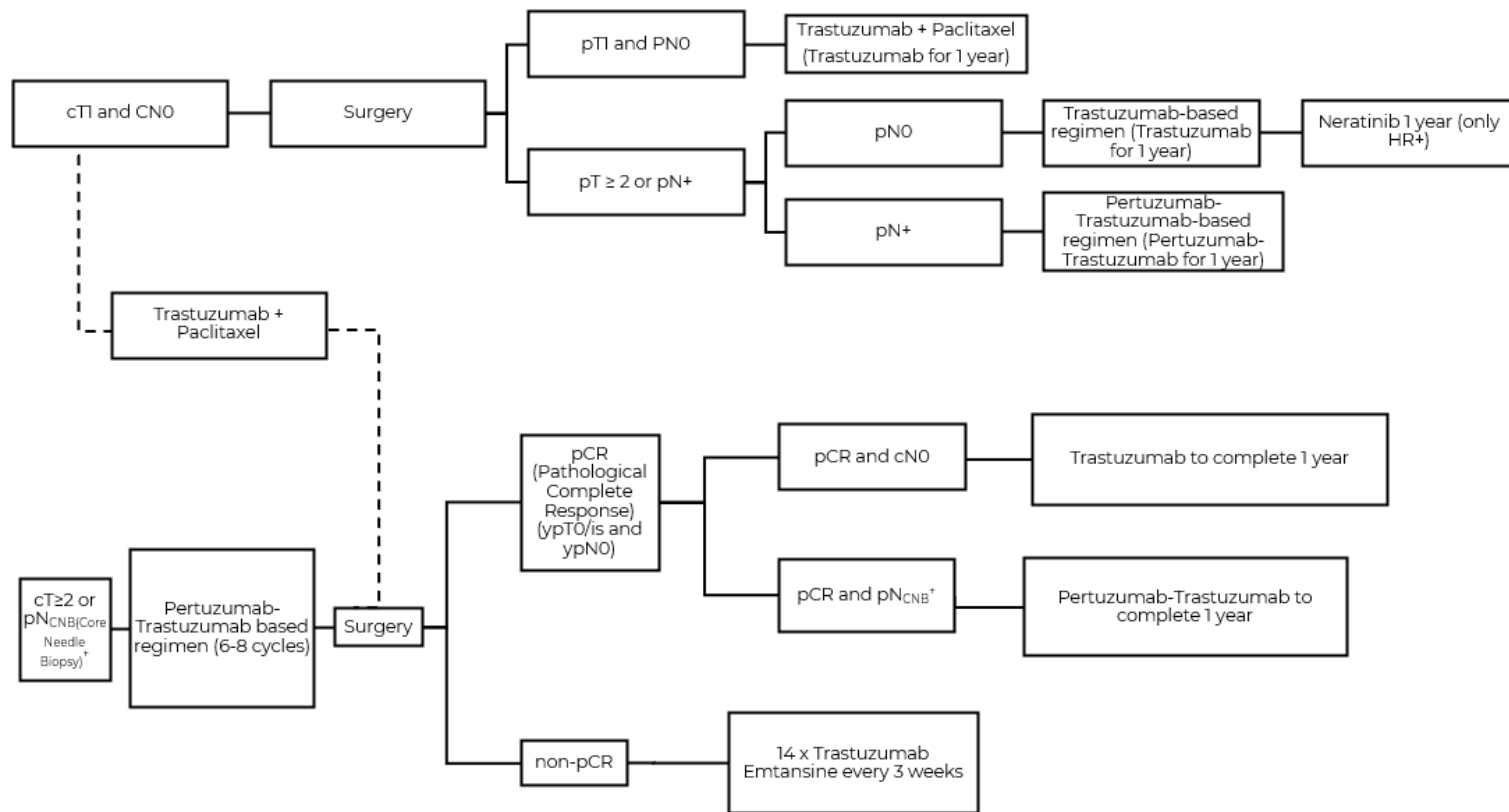 cT1 and CN0
Surgery
pT1 and PN0
Trastuzumab + Paclitaxel
(Trastuzumab for 1 year)
pT ≥ 2 or pN+
pN0
Trastuzumab-based
regimen (Trastuzumab
for 1 year)
Neratinib 1 year (only
HR+)
pN+
Pertuzumab-
Trastuzumab-based
regimen (Pertuzumab-
Trastuzumab for 1 year)
Trastuzumab +
Paclitaxel
cT≥2 or
pNCNB(Core
Needle
Biopsy)†
Pertuzumab-
Trastuzumab based
regimen (6-8 cycles)
Surgery
pCR
(Pathological
Complete
Response)
(ypT0/is and
ypN0)
pCR and cN0
Trastuzumab to complete 1 year
pCR and pNCNB†
Pertuzumab-Trastuzumab to
complete 1 year
non-pCR
14 x Trastuzumab
Emtansine every 3 weeks